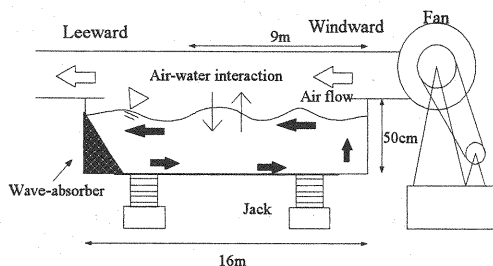 Leeward
Windward
Fan
9m
Air-water interaction
Air flow
50cm
Wave-absorber
Jack
16m